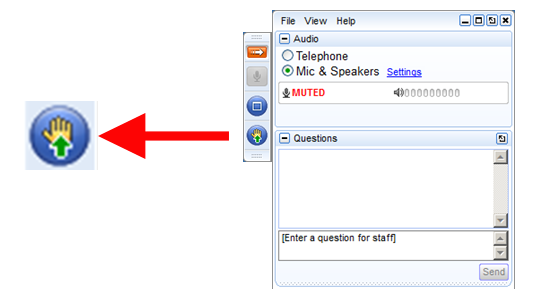 File View Help
Audio
Telephone
Mic & Speakers Settings
MUTED
Questions
[Enter a question for staff]
Send